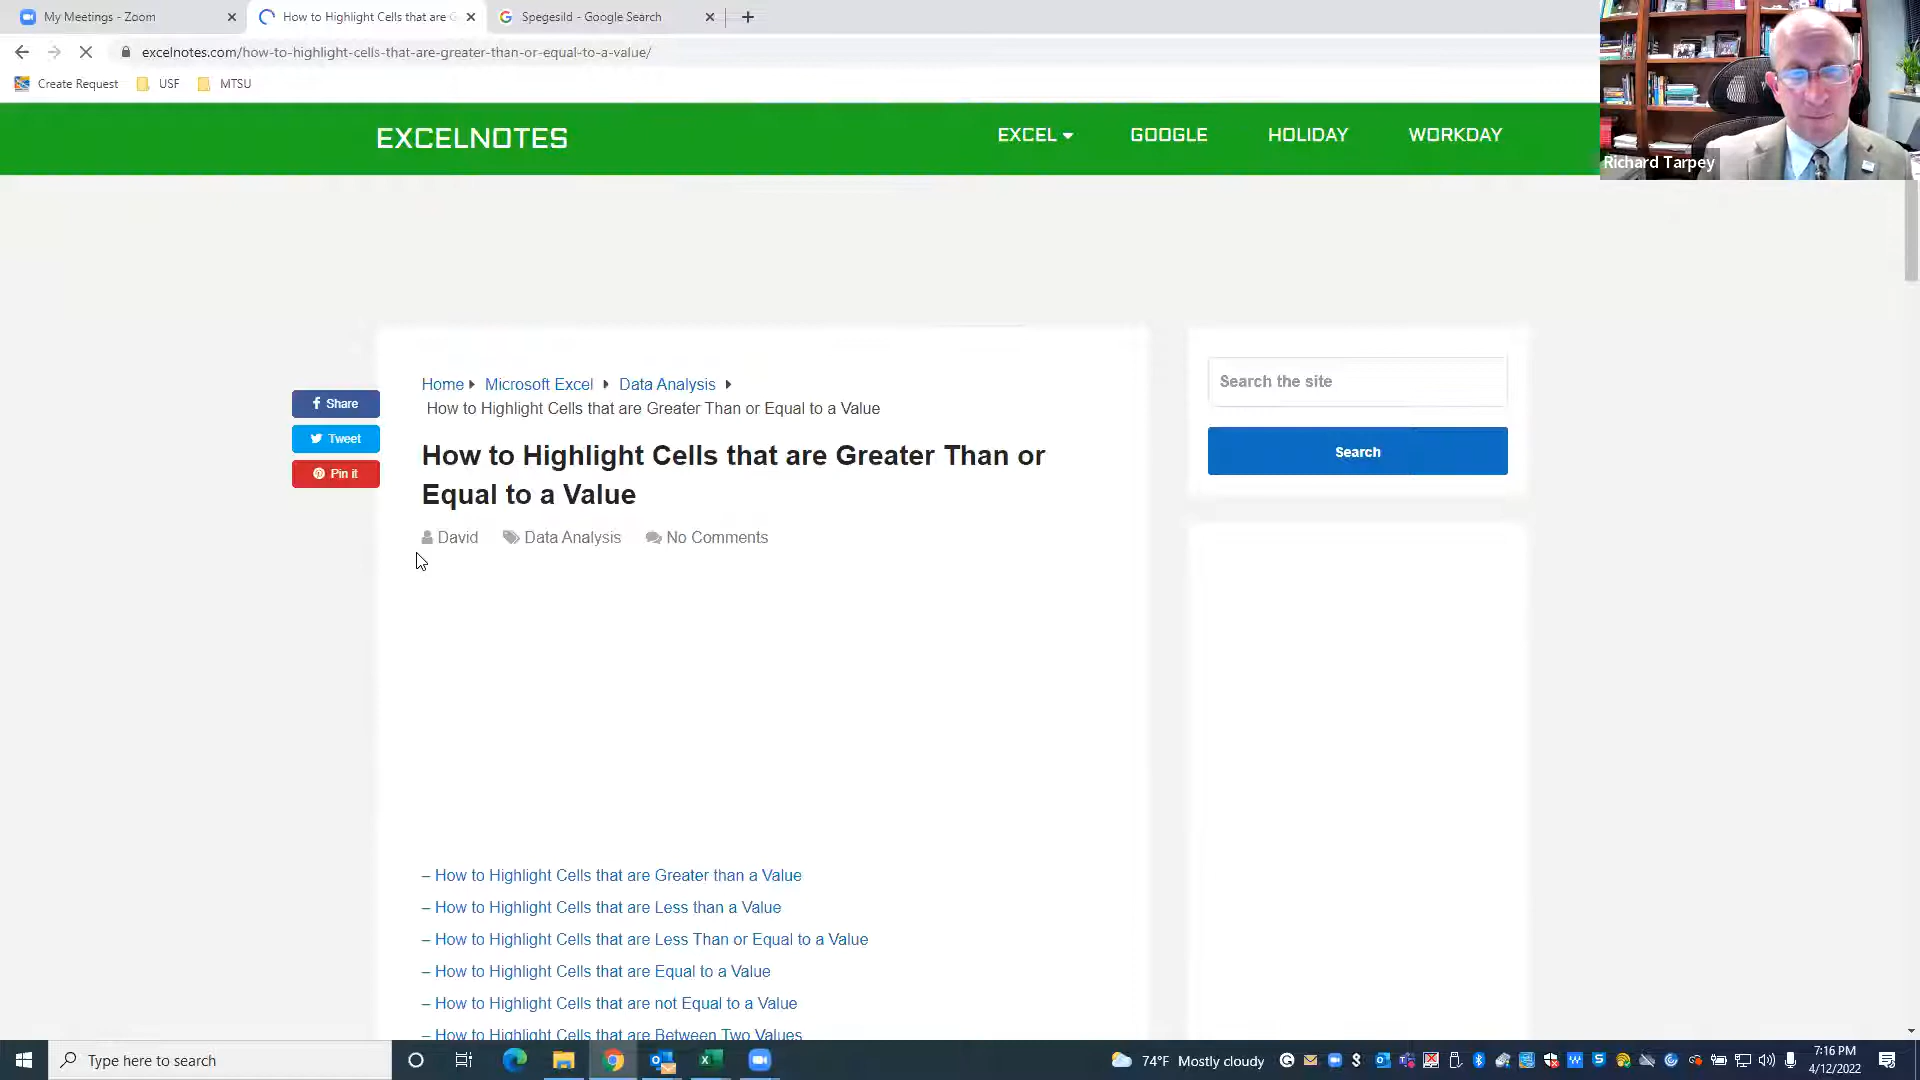 My Meetings - Zoom
How to Highlight Cells that are G
Spegesild - Google Search
excelnotes.com/how-to-highlight-cells-that-are-greater-than-or-equal-to-a-value/
Create Request
USF
MTSU
EXCELNOTES
EXCEL
GOOGLE
HOLIDAY
WORKDAY
Richard Tarpey
Share
Tweet
Pin it
Home
Microsoft Excel
Data Analysis
How to Highlight Cells that are Greater Than or Equal to a Value
How to Highlight Cells that are Greater Than or
Equal to a Value
David
Data Analysis
No Comments
Search the site
Search
– How to Highlight Cells that are Greater than a Value
– How to Highlight Cells that are Less than a Value
– How to Highlight Cells that are Less Than or Equal to a Value
– How to Highlight Cells that are Equal to a Value
– How to Highlight Cells that are not Equal to a Value
– How to Highlight Cells that are Between Two Values
Type here to search
74°F Mostly cloudy
7:16 PM
4/12/2022